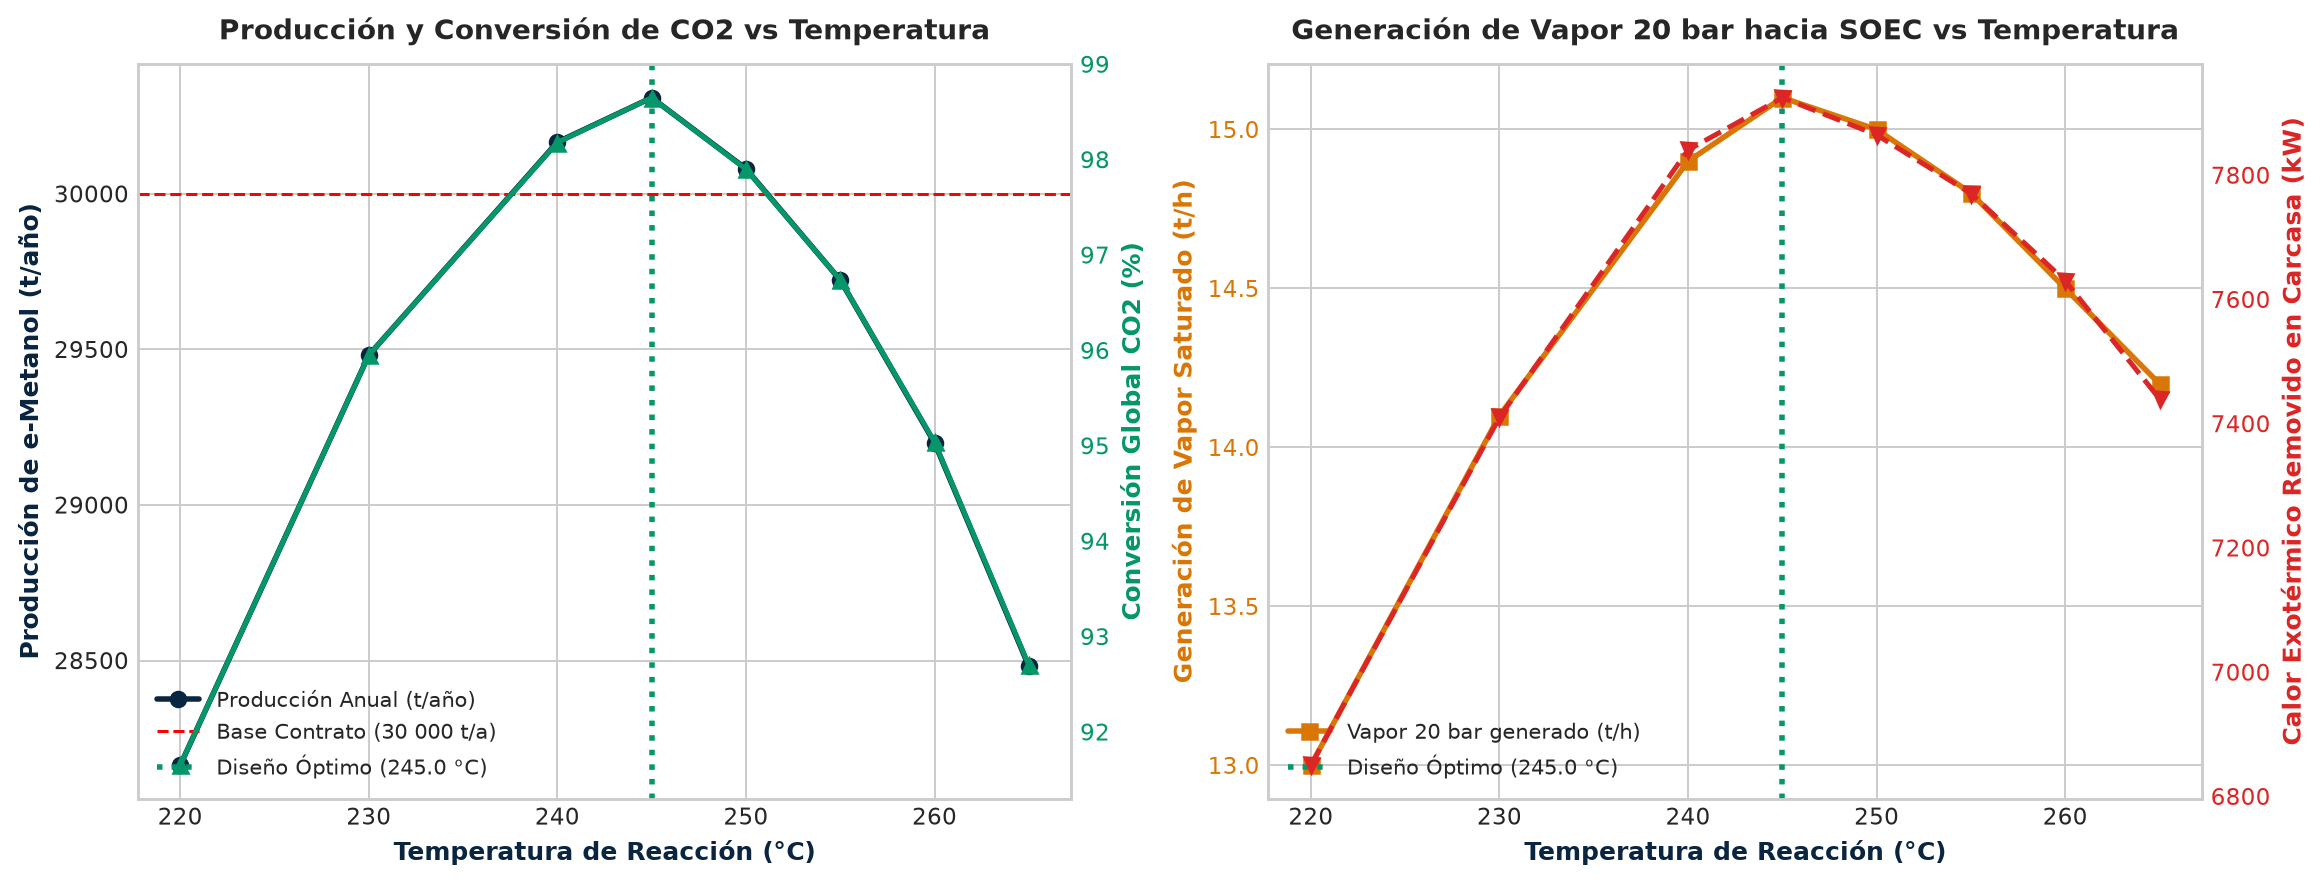 Producción y Conversión de CO2 vs Temperatura
Producción de e-Metanol (t/año)
30000
29500
29000
28500
99
98
97
96
95
94
93
92
Conversión Global CO2 (%)
Producción Anual (t/año)
Base Contrato (30 000 t/a)
Diseño Óptimo (245.0 °C)
220 230 240 250 260
Temperatura de Reacción (°C)
Generación de Vapor 20 bar hacia SOEC vs Temperatura
Generación de Vapor Saturado (t/h)
15.0
14.5
14.0
13.5
13.0
7800
7600
7400
7200
7000
6800
Calor Exotérmico Removido en Carcasa (kW)
Vapor 20 bar generado (t/h)
Diseño Óptimo (245.0 °C)
220 230 240 250 260
Temperatura de Reacción (°C)